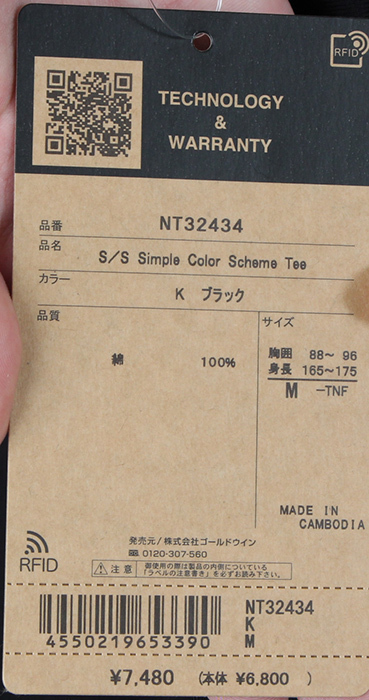 RFID
TECHNOLOGY
&
WARRANTY
品番 NT32434
品名
S/S Simple Color Scheme Tee
カラー
K ブラック
品質
綿 100%
サイズ
胸囲 88～ 96
身長 165～175
M －TNF
MADE IN
CAMBODIA
RFID
発売元/株式会社ゴールドウイン
0120-307-560
注意 御使用の際は製品の内側についている
「ラベルの注意書き」を必ずお読み下さい。
4550219653390
NT32434
K
M
¥7,480 (本体 ¥6,800 )